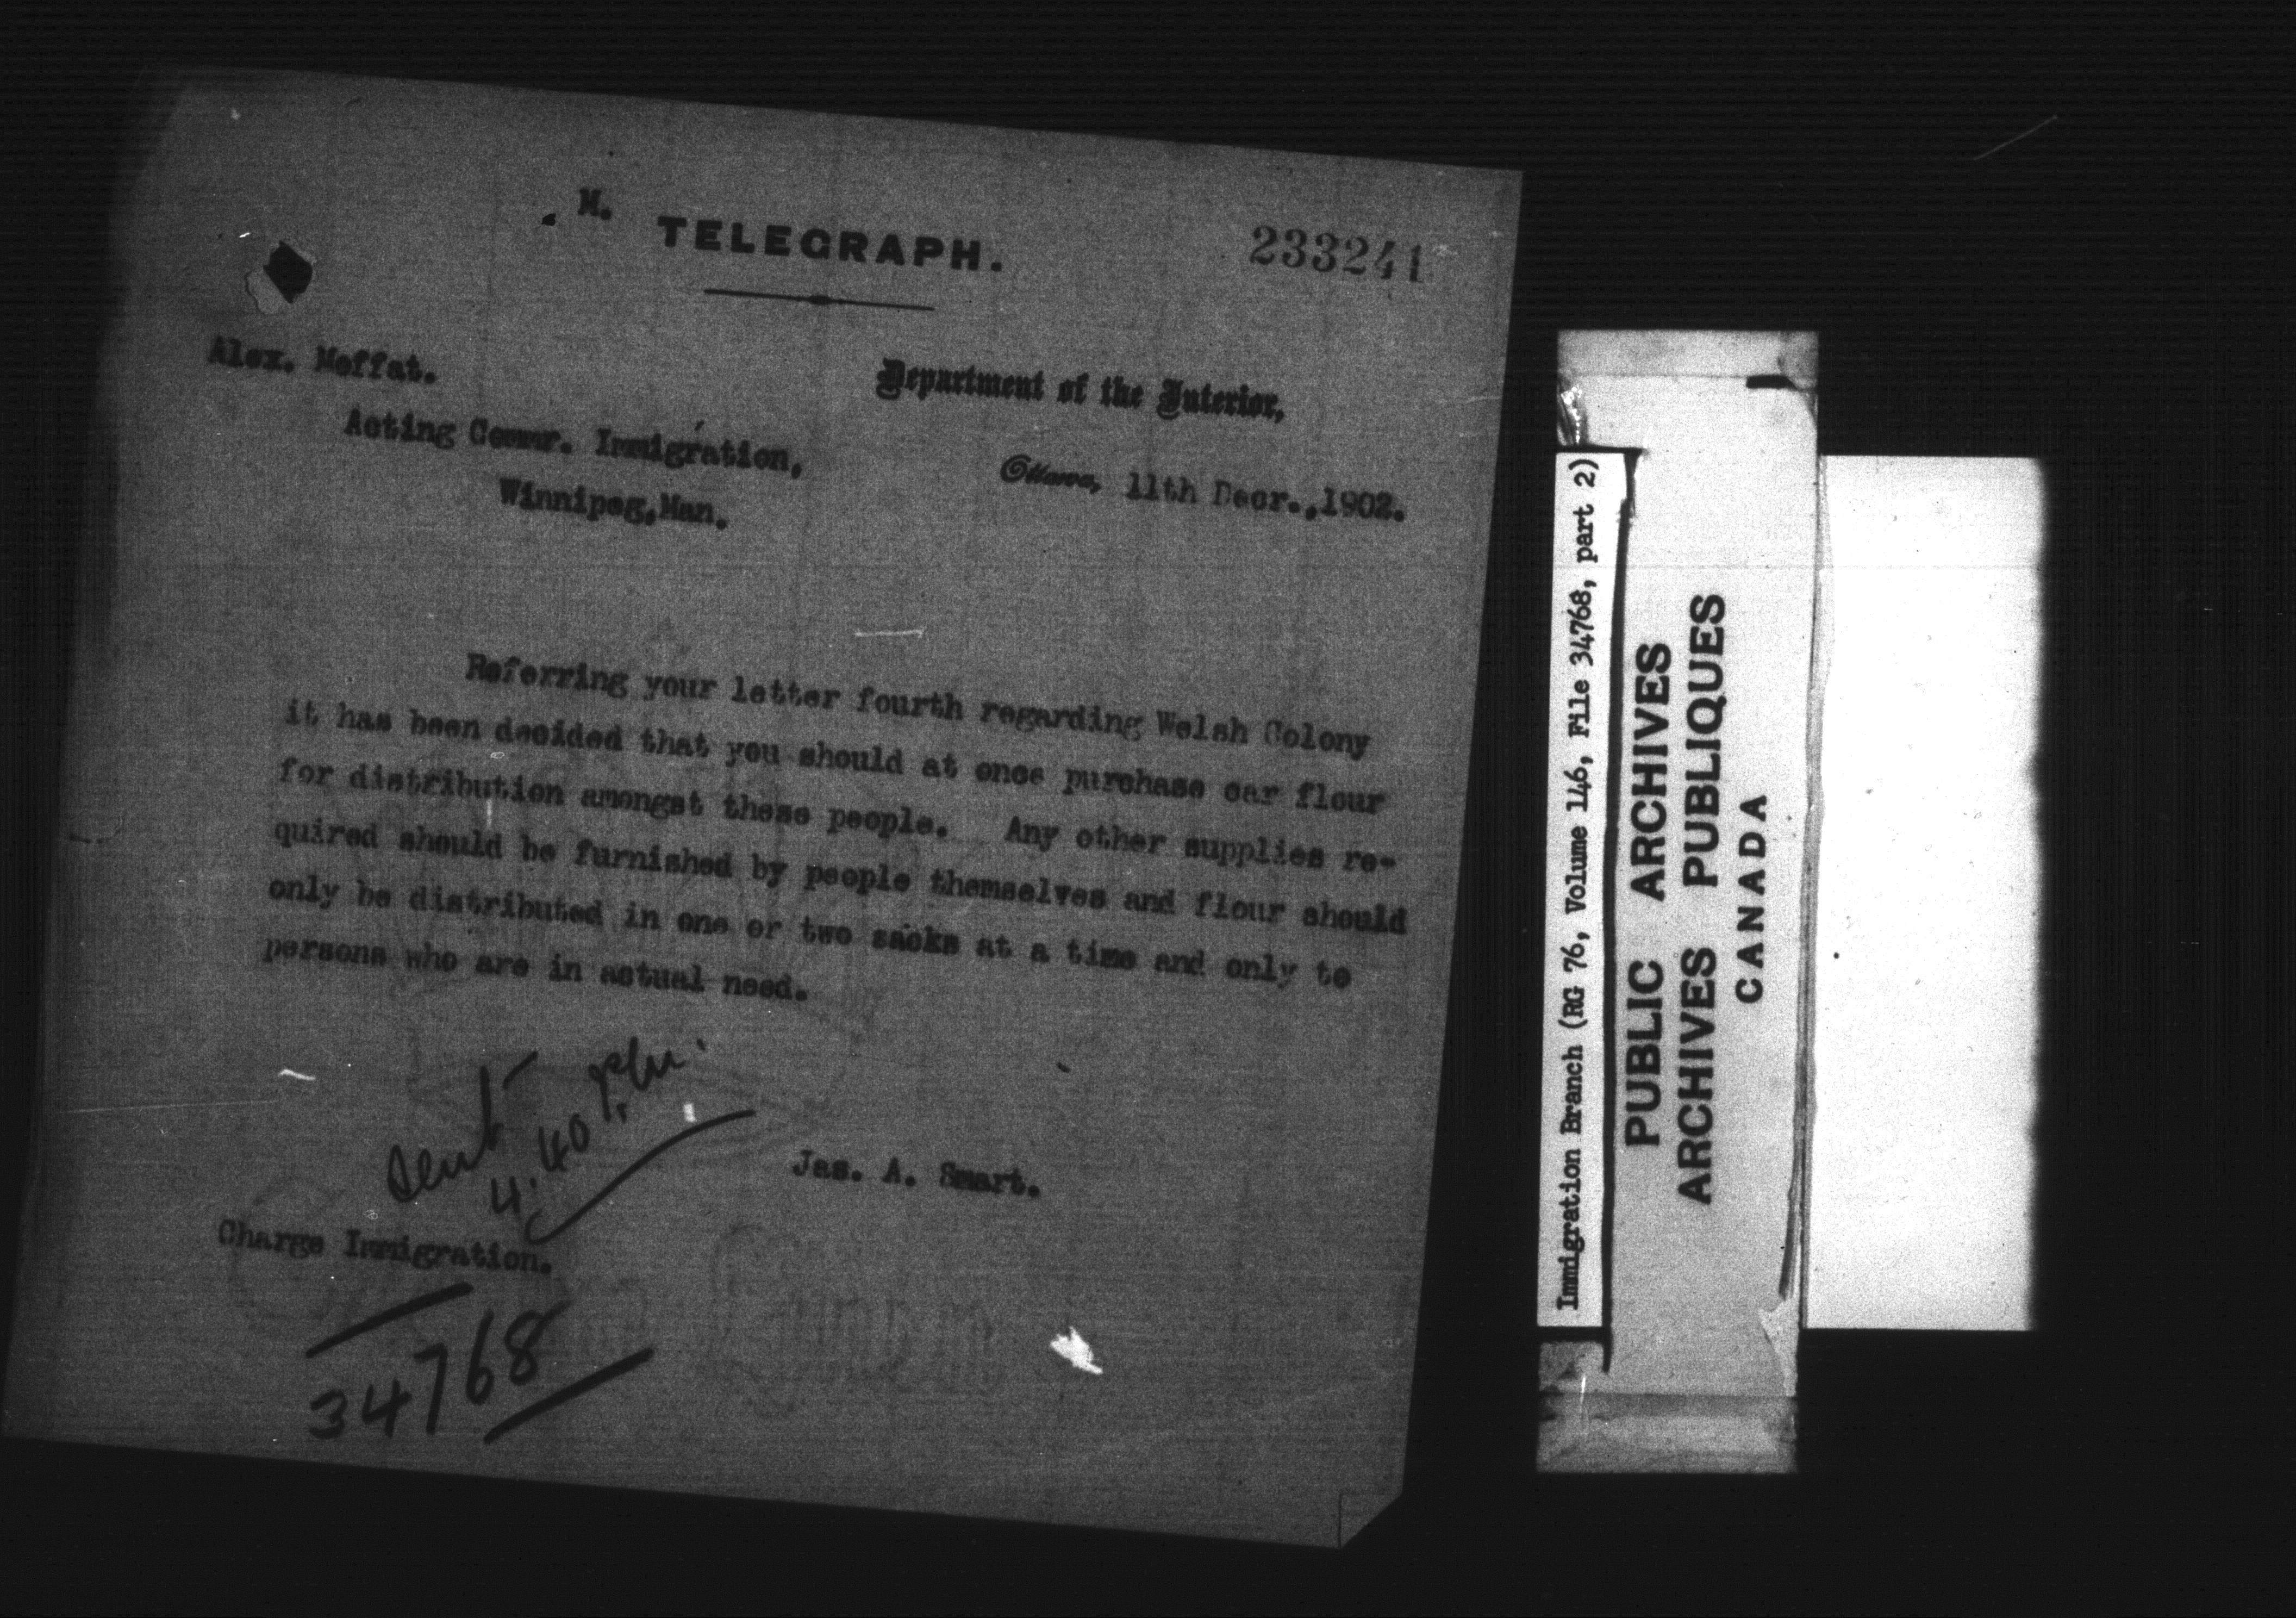 M.
TELEGRAPH.
233241
Alex. Moffat.
Acting Commr. Immigration,
Winnipeg,Man.
Department of the Interior,
Ottawa, 11th Decr.,1902.
Referring your letter fourth regarding Welsh Colony
it has been decided that you should at once purchase car flour
for distribution amongst these people. Any other supplies re-
quired should be furnished by people themselves and flour should
only be distributed in one or two sacks at a time and only to
persons who are in actual need.
Sent
4.40 p.m.
Jas. A. Smart.
Charge Immigration.
34768
Immigration Branch (RG 76, Volume 146, File 34768, part 2)
PUBLIC ARCHIVES
ARCHIVES PUBLIQUES
CANADA